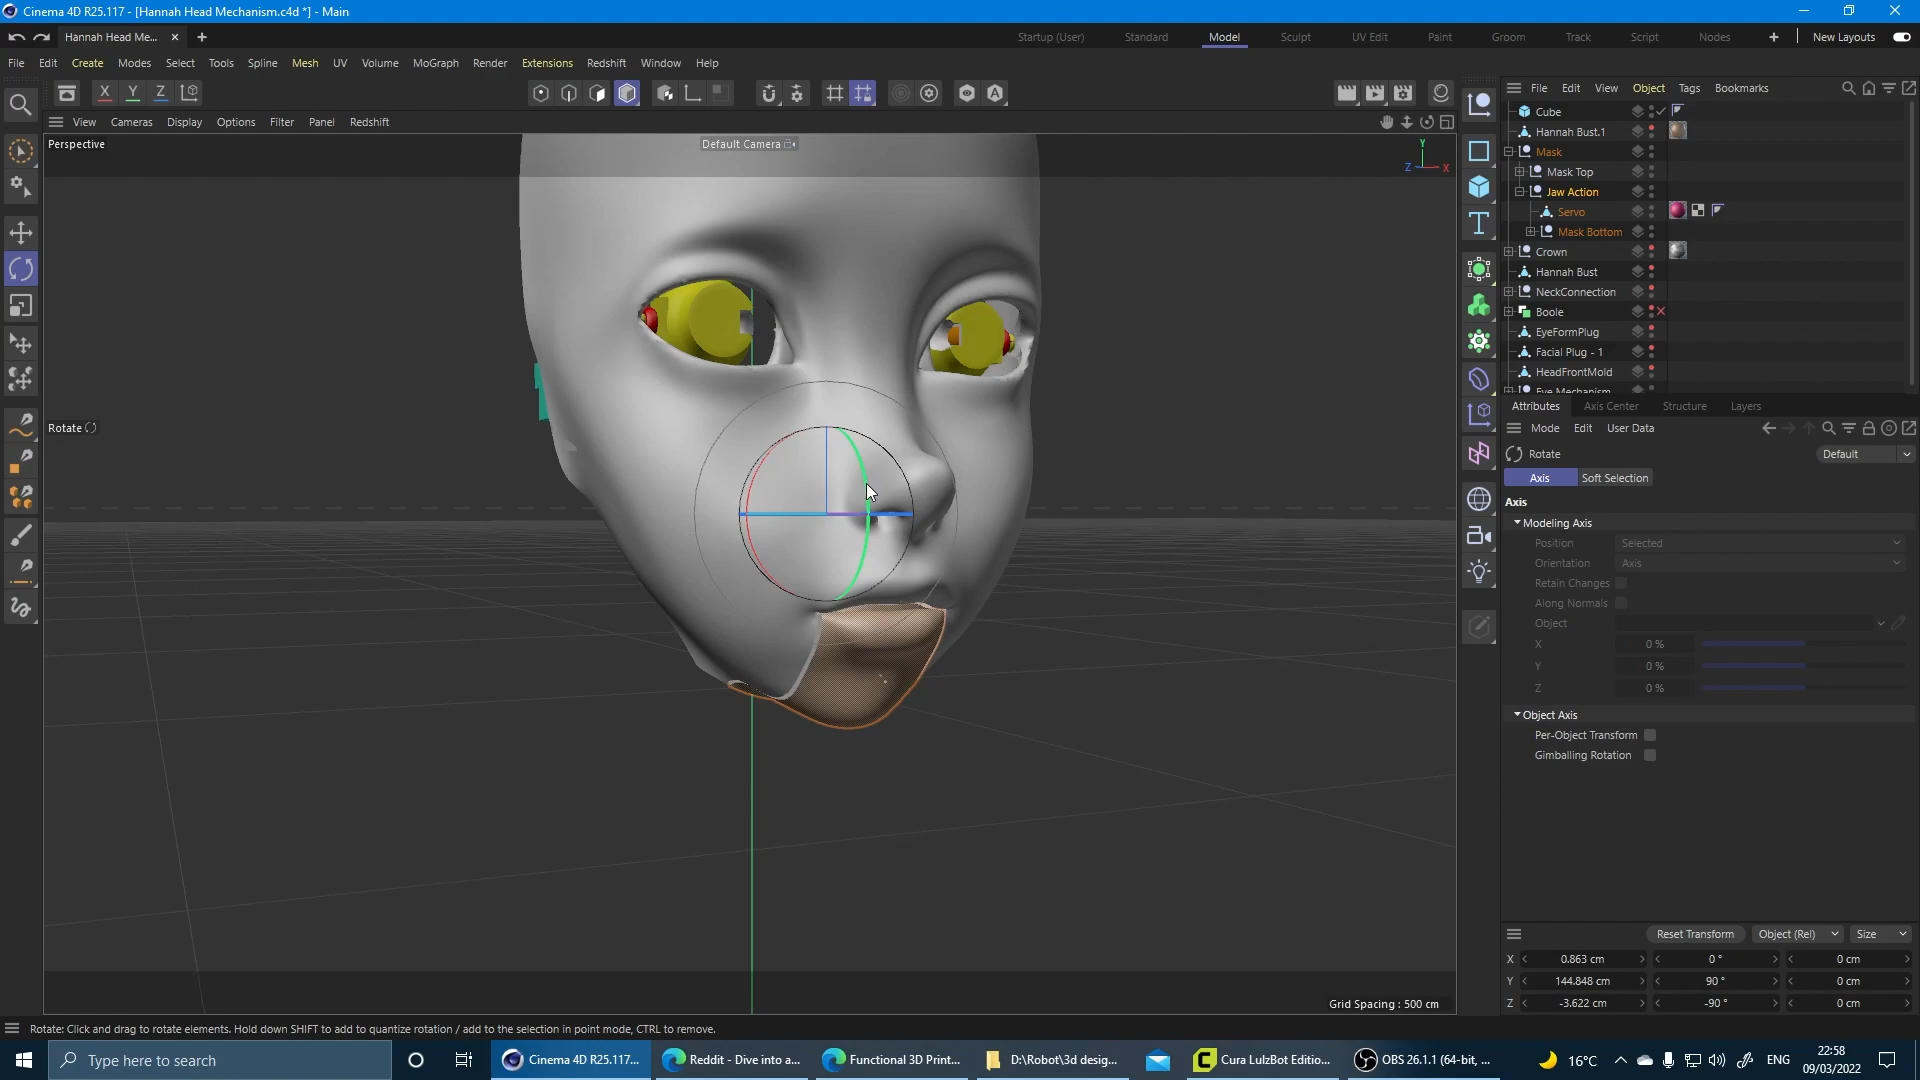 Cinema 4D R25.117 - [Hannah Head Mechanism.c4d *] - Main
Hannah Head Me...
Startup (User) Standard Model Sculpt UV Edit Paint Groom Track Script Nodes New Layouts
File Edit Create Modes Select Tools Spline Mesh UV Volume MoGraph Render Extensions Redshift Window Help
X Y Z
File Edit View Object Tags Bookmarks
View Cameras Display Options Filter Panel Redshift
Perspective
Default Camera
Y
Z X
Cube
Hannah Bust.1
Mask
Mask Top
Jaw Action
Servo
Mask Bottom
Crown
Hannah Bust
NeckConnection
Boole
EyeFormPlug
Facial Plug - 1
HeadFrontMold
Eye Mechanism
Rotate
Attributes Axis Center Structure Layers
Mode Edit User Data
Rotate Default
Axis Soft Selection
Axis
Modeling Axis
Position Selected
Orientation Axis
Retain Changes
Along Normals
Object
X 0 %
Y 0 %
Z 0 %
Object Axis
Per-Object Transform
Gimballing Rotation
Reset Transform Object (Rel) Size
X 0.863 cm 0 ° 0 cm
Y 144.848 cm 90 ° 0 cm
Z -3.622 cm -90 ° 0 cm
Grid Spacing : 500 cm
Rotate: Click and drag to rotate elements. Hold down SHIFT to add to quantize rotation / add to the selection in point mode, CTRL to remove.
Type here to search
Cinema 4D R25.117...
Reddit - Dive into a...
Functional 3D Print...
D:\Robot\3d desig...
Cura LulzBot Editio...
OBS 26.1.1 (64-bit, ...
16°C
ENG
22:58
09/03/2022